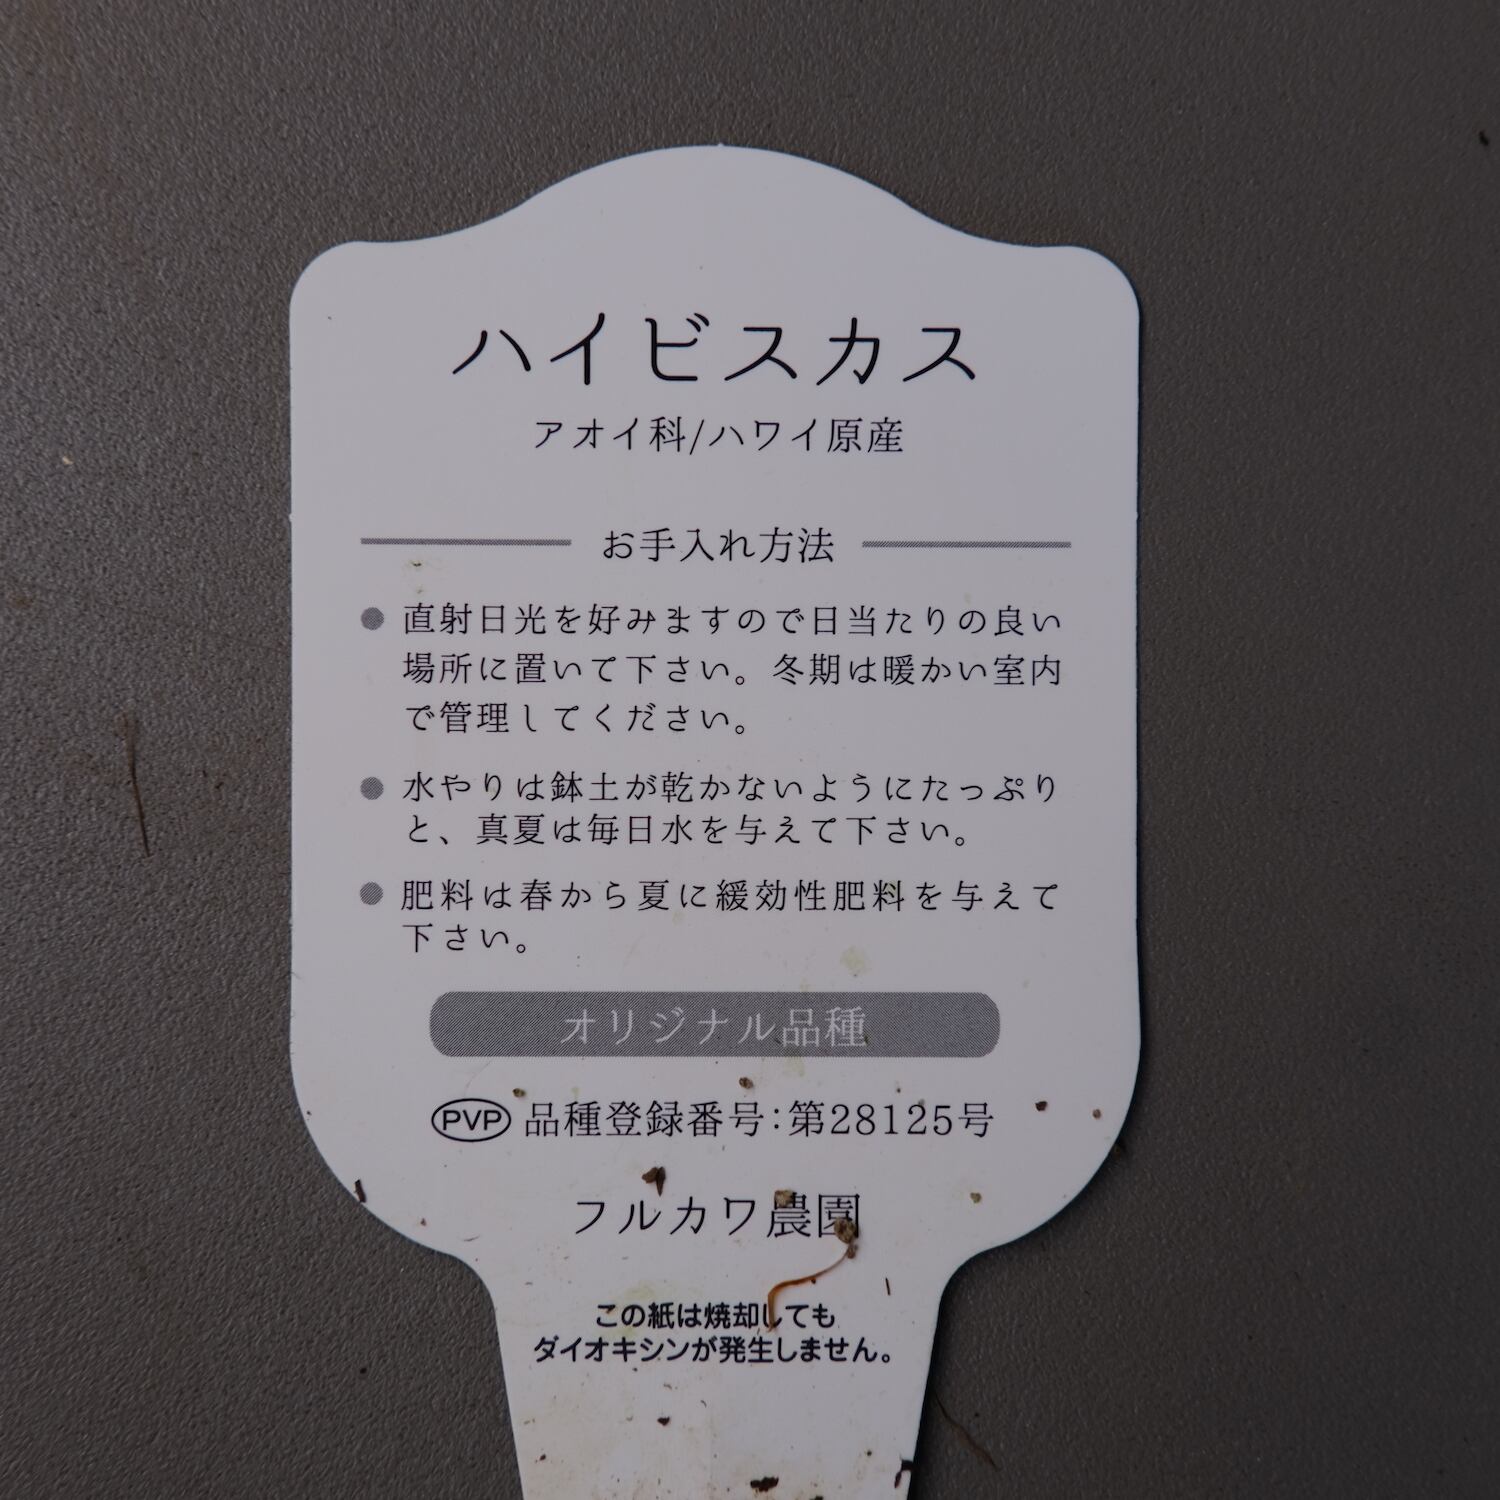 ハイビスカス
アオイ科/ハワイ原産
お手入れ方法
● 直射日光を好みますので日当たりの良い
場所に置いて下さい。冬期は暖かい室内
で管理してください。
● 水やりは鉢土が乾かないようにたっぷり
と、真夏は毎日水を与えて下さい。
● 肥料は春から夏に緩効性肥料を与えて
下さい。
オリジナル品種
PVP 品種登録番号:第28125号
フルカワ農園
この紙は焼却しても
ダイオキシンが発生しません。